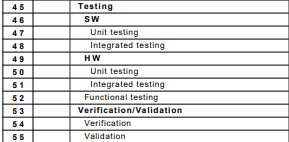 45 Testing
46 SW
47 Unit testing
48 Integrated testing
49 HW
50 Unit testing
51 Integrated testing
52 Functional testing
53 Verification/Validation
54 Verification
55 Validation